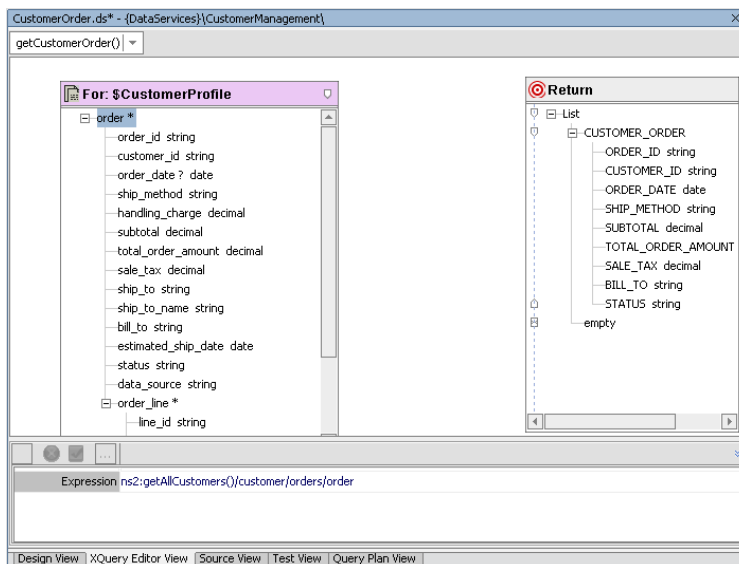 CustomerOrder.ds* - {DataServices}\CustomerManagement\
getCustomerOrder()
For: $CustomerProfile
order *
order_id string
customer_id string
order_date ? date
ship_method string
handling_charge decimal
subtotal decimal
total_order_amount decimal
sale_tax decimal
ship_to string
ship_to_name string
bill_to string
estimated_ship_date date
status string
data_source string
order_line *
line_id string
Return
List
CUSTOMER_ORDER
ORDER_ID string
CUSTOMER_ID string
ORDER_DATE date
SHIP_METHOD string
SUBTOTAL decimal
TOTAL_ORDER_AMOUNT
SALE_TAX decimal
BILL_TO string
STATUS string
empty
...
Expression ns2:getAllCustomers()/customer/orders/order
Design View XQuery Editor View Source View Test View Query Plan View